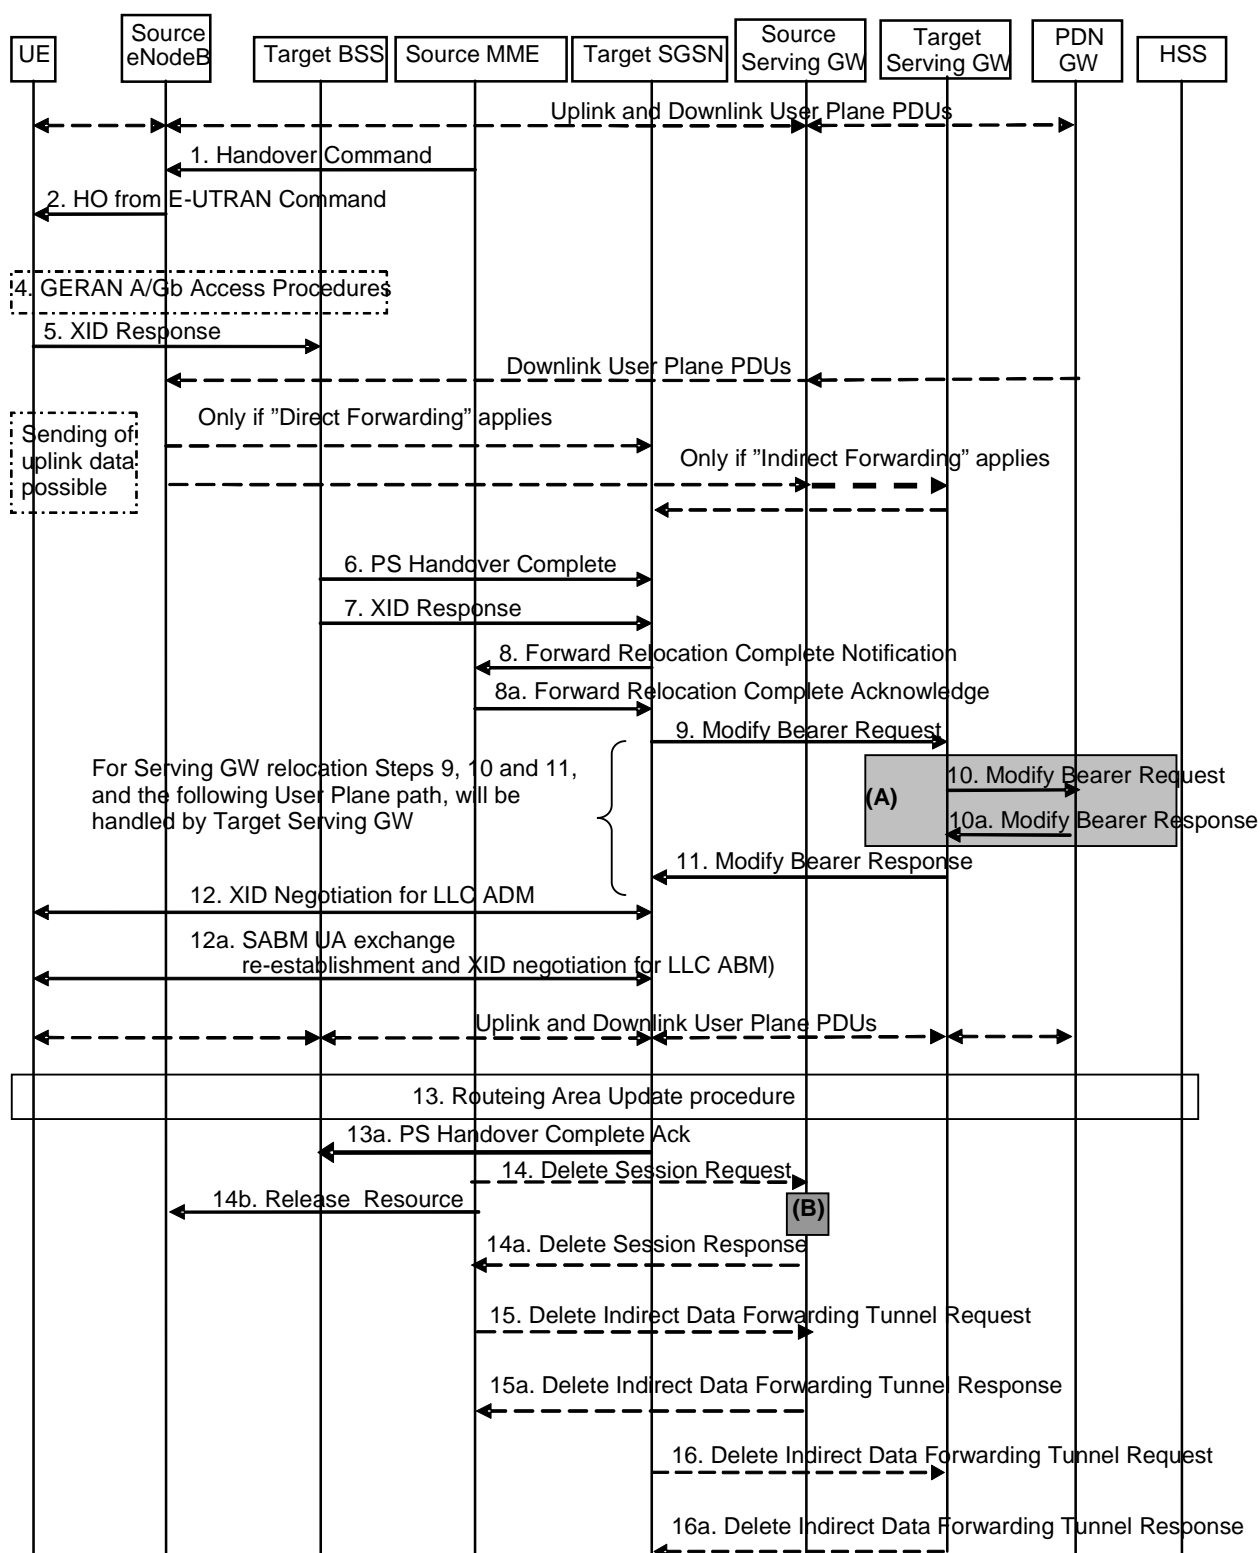 UE
Source
eNodeB
Target BSS
Source MME
Target SGSN
Source
Serving GW
Target
Serving GW
PDN
GW
HSS
Uplink and Downlink User Plane PDUs
1. Handover Command
2. HO from E-UTRAN Command
4. GERAN A/Gb Access Procedures
5. XID Response
Downlink User Plane PDUs
Only if ”Direct Forwarding” applies
Sending of
uplink data
possible
Only if ”Indirect Forwarding” applies
6. PS Handover Complete
7. XID Response
8. Forward Relocation Complete Notification
8a. Forward Relocation Complete Acknowledge
9. Modify Bearer Request
For Serving GW relocation Steps 9, 10 and 11,
and the following User Plane path, will be
handled by Target Serving GW
(A)
10. Modify Bearer Request
10a. Modify Bearer Response
11. Modify Bearer Response
12. XID Negotiation for LLC ADM
12a. SABM UA exchange
re-establishment and XID negotiation for LLC ABM)
Uplink and Downlink User Plane PDUs
13. Routeing Area Update procedure
13a. PS Handover Complete Ack
14. Delete Session Request
14b. Release Resource
(B)
14a. Delete Session Response
15. Delete Indirect Data Forwarding Tunnel Request
15a. Delete Indirect Data Forwarding Tunnel Response
16. Delete Indirect Data Forwarding Tunnel Request
16a. Delete Indirect Data Forwarding Tunnel Response